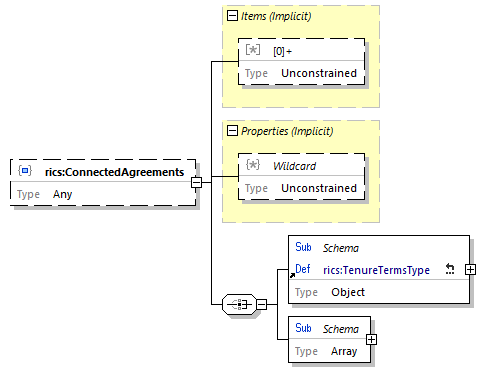 Items (Implicit)
[*] [0]+
Type Unconstrained
Properties (Implicit)
{*} Wildcard
Type Unconstrained
rics:ConnectedAgreements
Type Any
Sub Schema
Def rics:TenureTermsType
Type Object
Sub Schema
Type Array